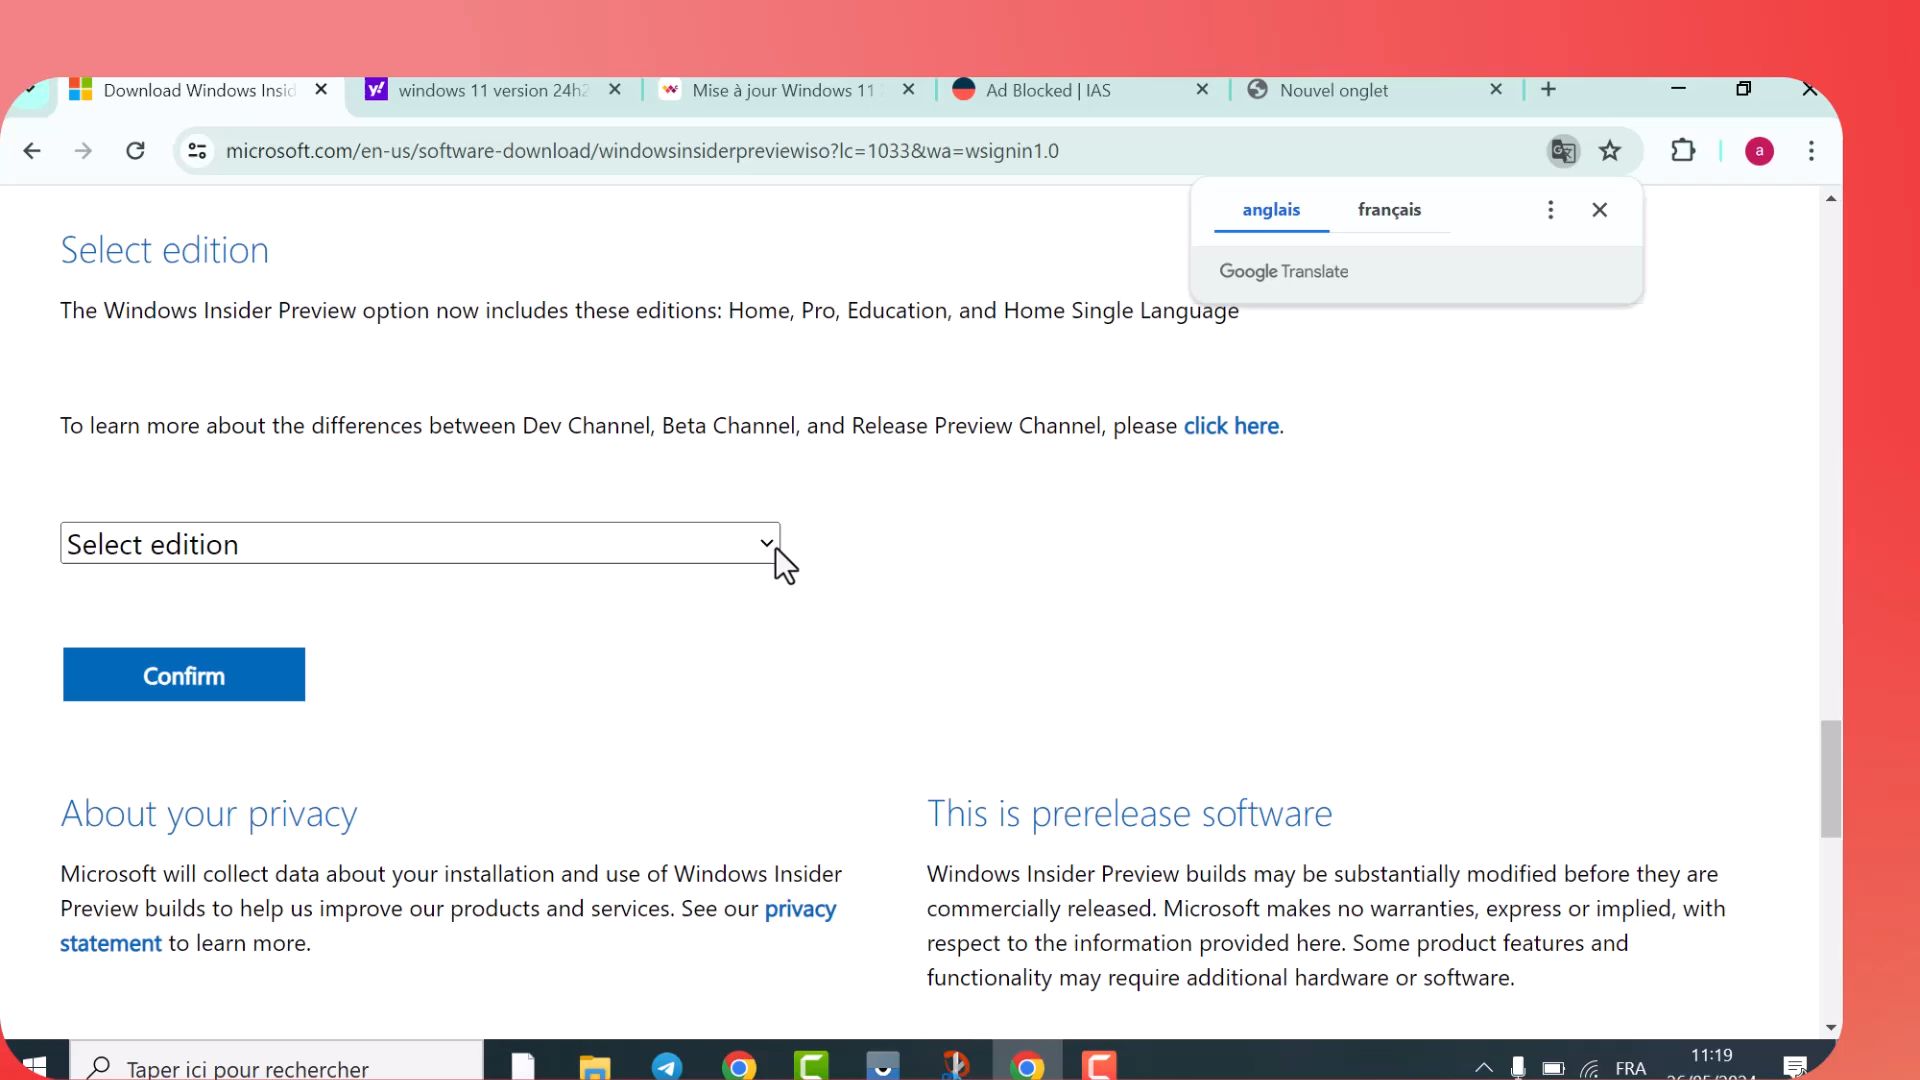 Download Windows Insid
windows 11 version 24h2
Mise à jour Windows 11
Ad Blocked | IAS
Nouvel onglet
microsoft.com/en-us/software-download/windowsinsiderpreviewiso?lc=1033&wa=wsignin1.0
a
anglais
français
Google Translate
Select edition
The Windows Insider Preview option now includes these editions: Home, Pro, Education, and Home Single Language
To learn more about the differences between Dev Channel, Beta Channel, and Release Preview Channel, please click here.
Select edition
Confirm
About your privacy
Microsoft will collect data about your installation and use of Windows Insider
Preview builds to help us improve our products and services. See our privacy
statement to learn more.
This is prerelease software
Windows Insider Preview builds may be substantially modified before they are
commercially released. Microsoft makes no warranties, express or implied, with
respect to the information provided here. Some product features and
functionality may require additional hardware or software.
Taper ici pour rechercher
FRA
11:19
26/05/2024